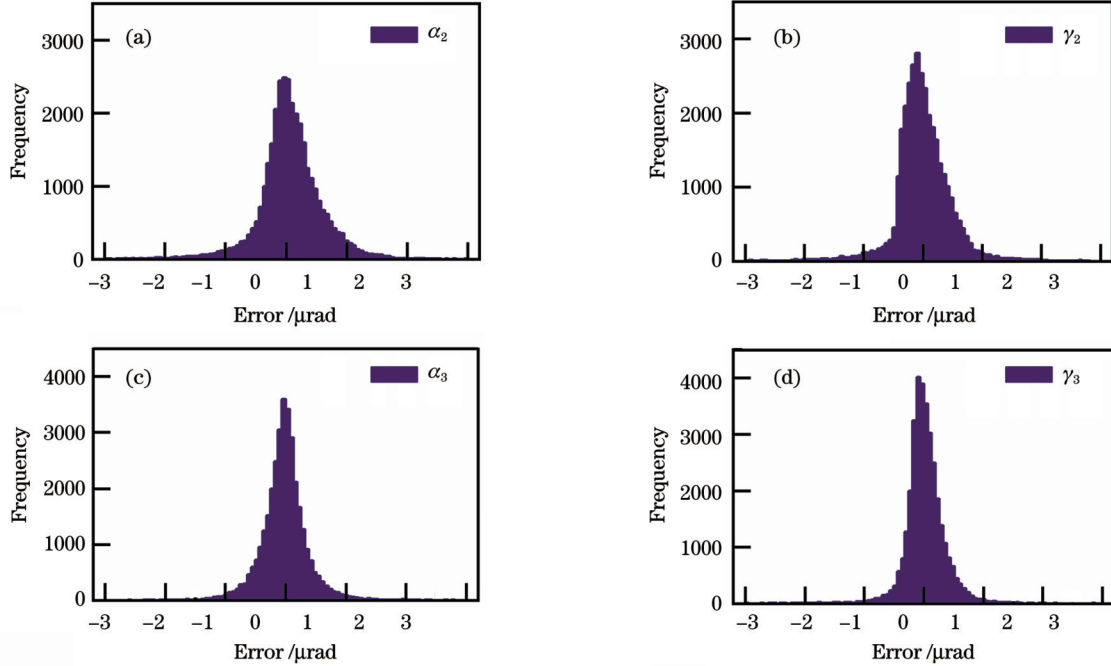 (a)
α₂
3000
2000
1000
0
Frequency
−3 −2 −1 0 1 2 3
Error /μrad
(b)
γ₂
3000
2000
1000
0
Frequency
−3 −2 −1 0 1 2 3
Error /μrad
(c)
α₃
4000
3000
2000
1000
0
Frequency
−3 −2 −1 0 1 2 3
Error /μrad
(d)
γ₃
4000
3000
2000
1000
0
Frequency
−3 −2 −1 0 1 2 3
Error /μrad